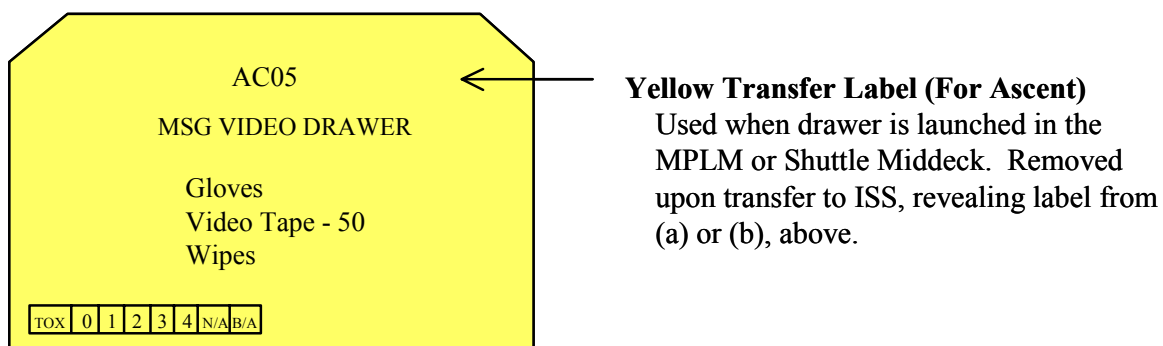 AC05
MSG VIDEO DRAWER
Gloves
Video Tape - 50
Wipes
TOX 0 1 2 3 4 N/A B/A
Yellow Transfer Label (For Ascent)
Used when drawer is launched in the
MPLM or Shuttle Middeck. Removed
upon transfer to ISS, revealing label from
(a) or (b), above.